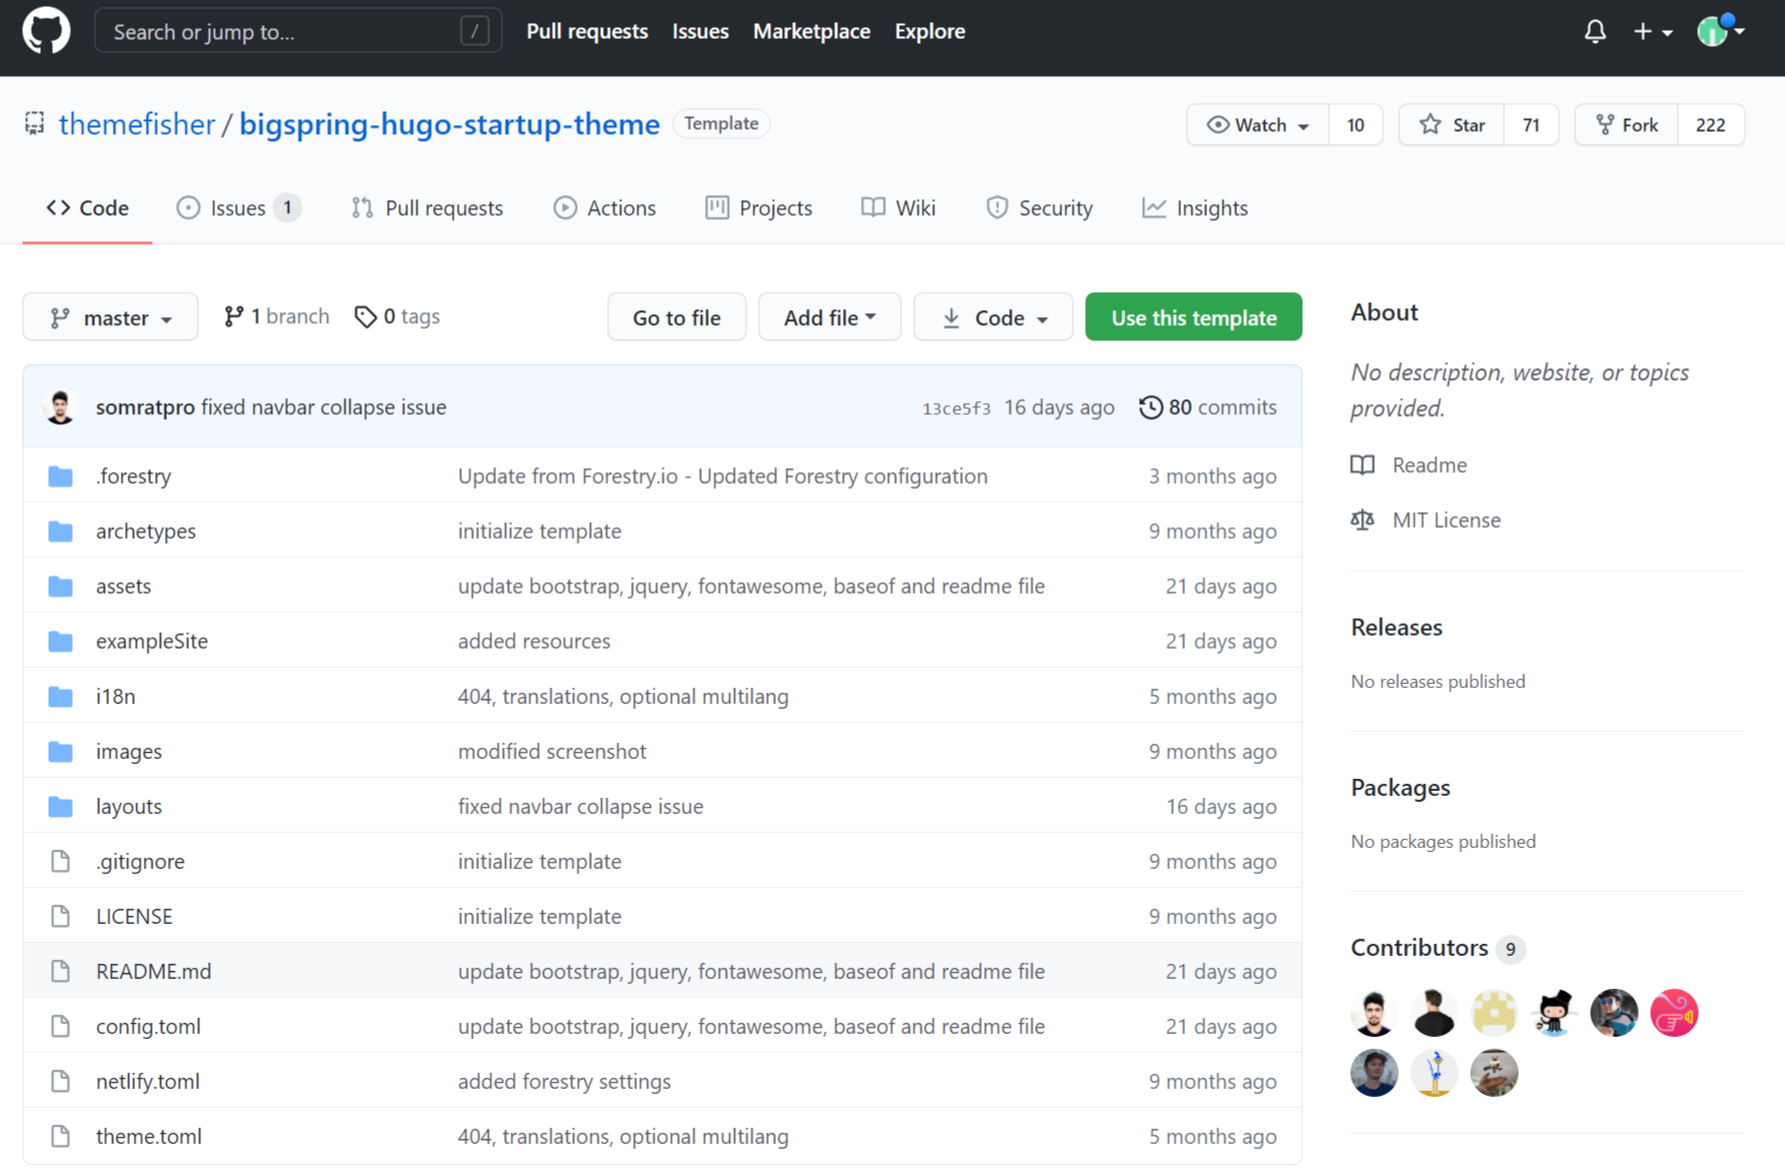 Search or jump to... /
Pull requests Issues Marketplace Explore
themefisher / bigspring-hugo-startup-theme Template
Watch 10 Star 71 Fork 222
Code Issues 1 Pull requests Actions Projects Wiki Security Insights
master 1 branch 0 tags Go to file Add file Code Use this template
somratpro fixed navbar collapse issue 13ce5f3 16 days ago 80 commits
.forestry Update from Forestry.io - Updated Forestry configuration 3 months ago
archetypes initialize template 9 months ago
assets update bootstrap, jquery, fontawesome, baseof and readme file 21 days ago
exampleSite added resources 21 days ago
i18n 404, translations, optional multilang 5 months ago
images modified screenshot 9 months ago
layouts fixed navbar collapse issue 16 days ago
.gitignore initialize template 9 months ago
LICENSE initialize template 9 months ago
README.md update bootstrap, jquery, fontawesome, baseof and readme file 21 days ago
config.toml update bootstrap, jquery, fontawesome, baseof and readme file 21 days ago
netlify.toml added forestry settings 9 months ago
theme.toml 404, translations, optional multilang 5 months ago
About
No description, website, or topics
provided.
Readme
MIT License
Releases
No releases published
Packages
No packages published
Contributors 9